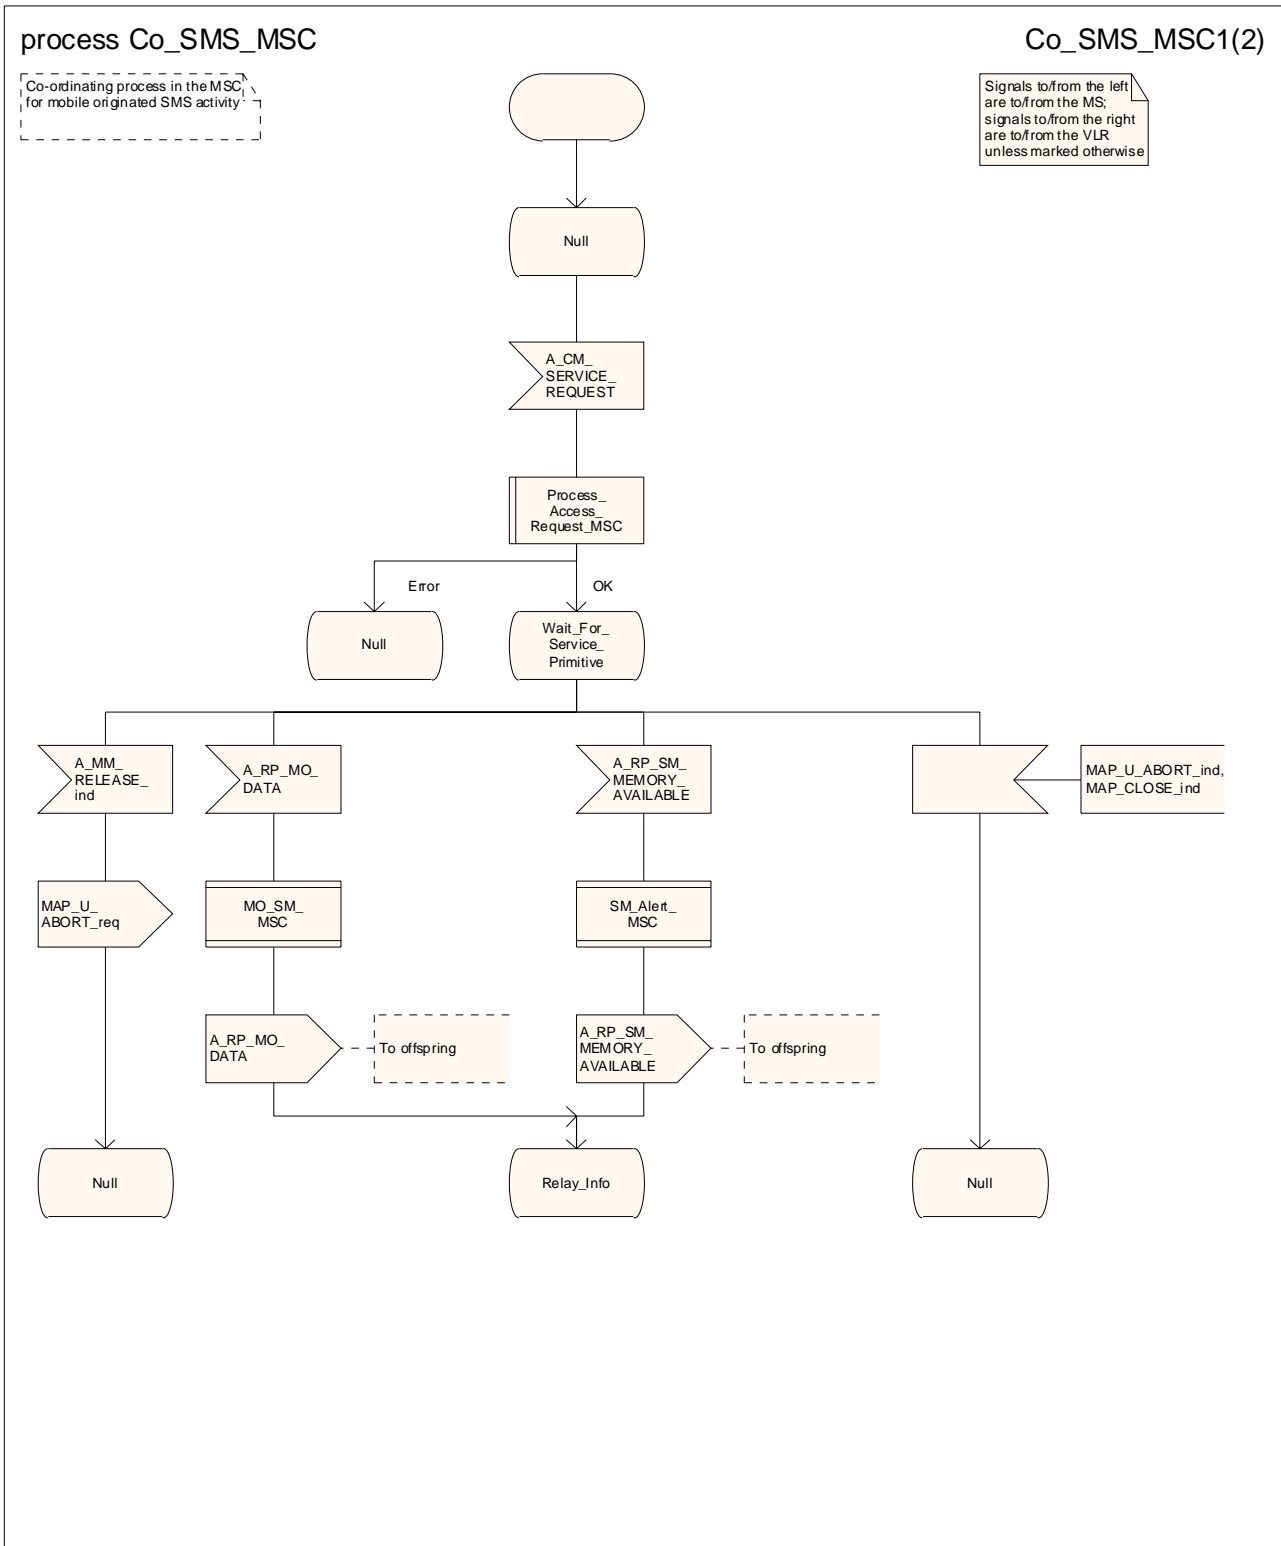 process Co_SMS_MSC
Co_SMS_MSC1(2)
Co-ordinating process in the MSC
for mobile originated SMS activity
Signals to/from the left
are to/from the MS;
signals to/from the right
are to/from the VLR
unless marked otherwise
Null
A_CM_
SERVICE_
REQUEST
Process_
Access_
Request_MSC
Error
OK
Null
Wait_For_
Service_
Primitive
A_MM_
RELEASE_
ind
A_RP_MO_
DATA
A_RP_SM_
MEMORY_
AVAILABLE
MAP_U_ABORT_ind,
MAP_CLOSE_ind
MAP_U_
ABORT_req
MO_SM_
MSC
SM_Alert_
MSC
A_RP_MO_
DATA
To offspring
A_RP_SM_
MEMORY_
AVAILABLE
To offspring
Null
Relay_Info
Null